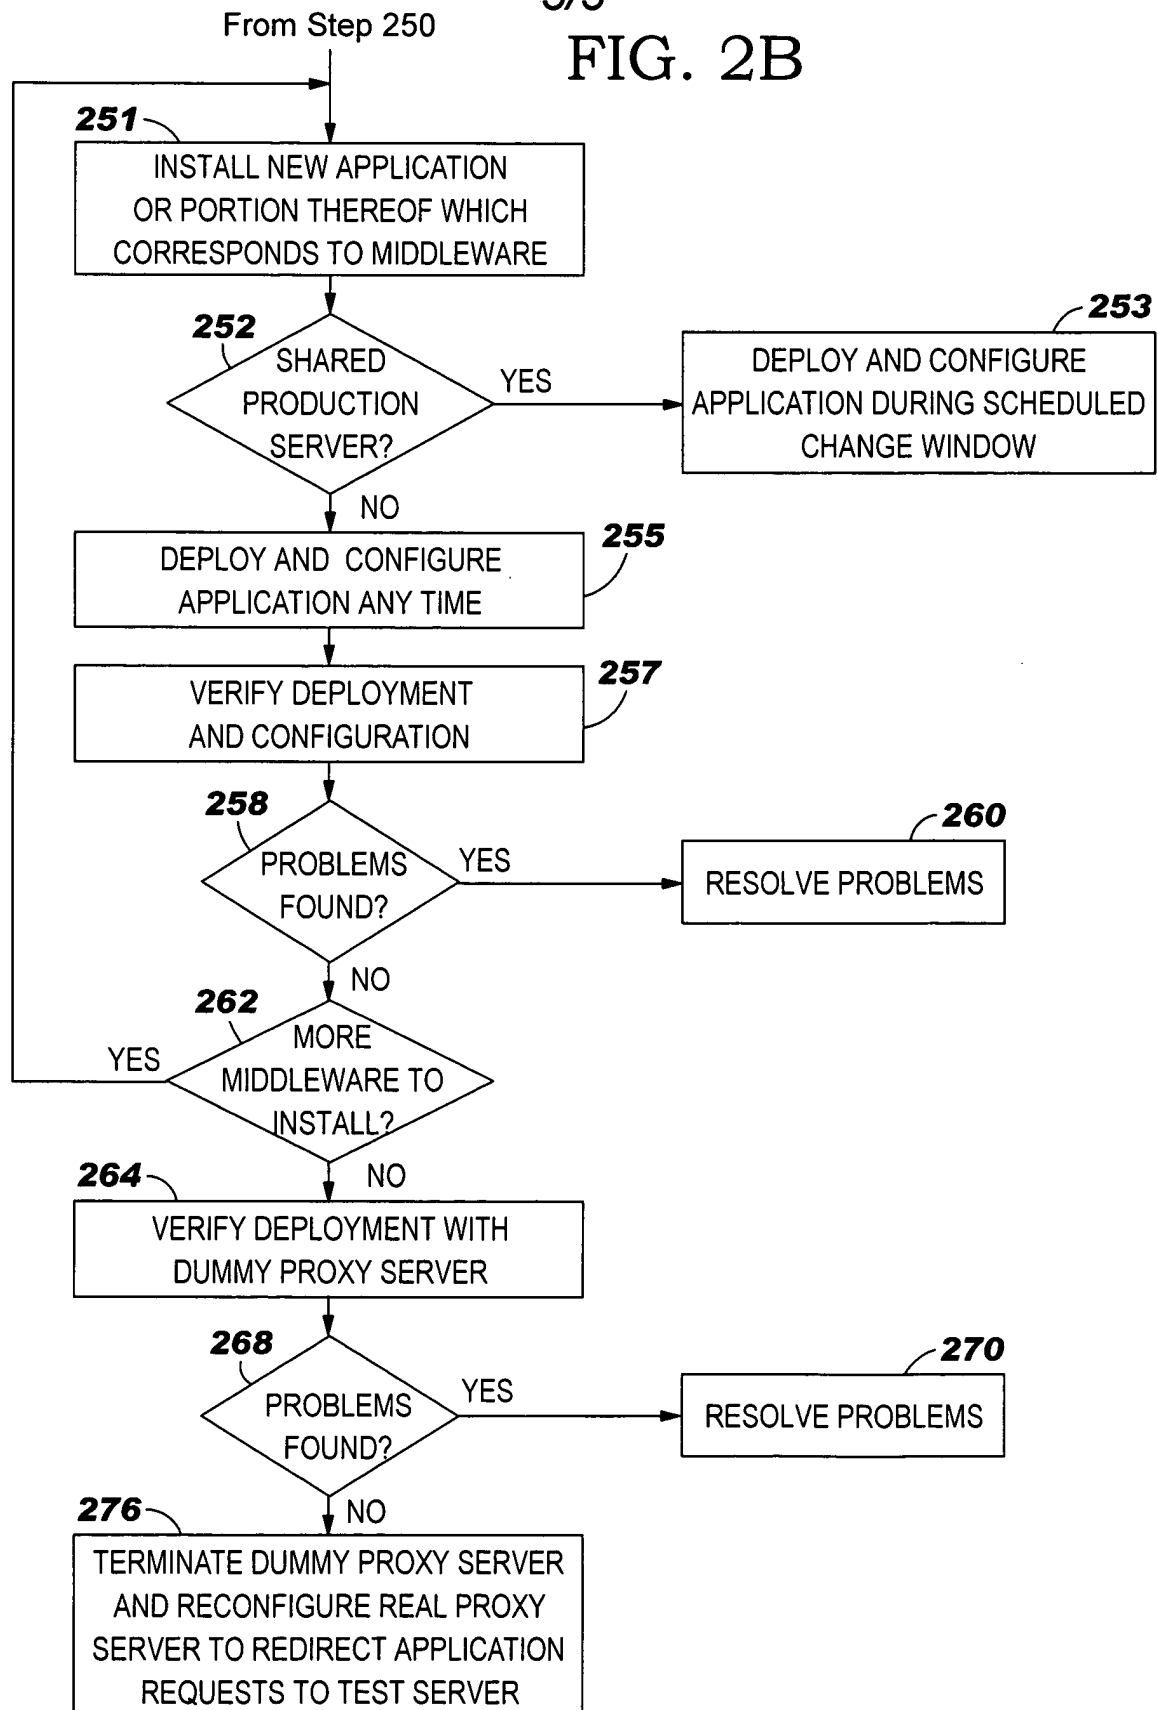 3/3
From Step 250
FIG. 2B
251
INSTALL NEW APPLICATION
OR PORTION THEREOF WHICH
CORRESPONDS TO MIDDLEWARE
252
SHARED
PRODUCTION
SERVER?
YES
253
DEPLOY AND CONFIGURE
APPLICATION DURING SCHEDULED
CHANGE WINDOW
NO
255
DEPLOY AND CONFIGURE
APPLICATION ANY TIME
257
VERIFY DEPLOYMENT
AND CONFIGURATION
258
PROBLEMS
FOUND?
YES
260
RESOLVE PROBLEMS
NO
262
MORE
MIDDLEWARE TO
INSTALL?
YES
NO
264
VERIFY DEPLOYMENT WITH
DUMMY PROXY SERVER
268
PROBLEMS
FOUND?
YES
270
RESOLVE PROBLEMS
NO
276
TERMINATE DUMMY PROXY SERVER
AND RECONFIGURE REAL PROXY
SERVER TO REDIRECT APPLICATION
REQUESTS TO TEST SERVER